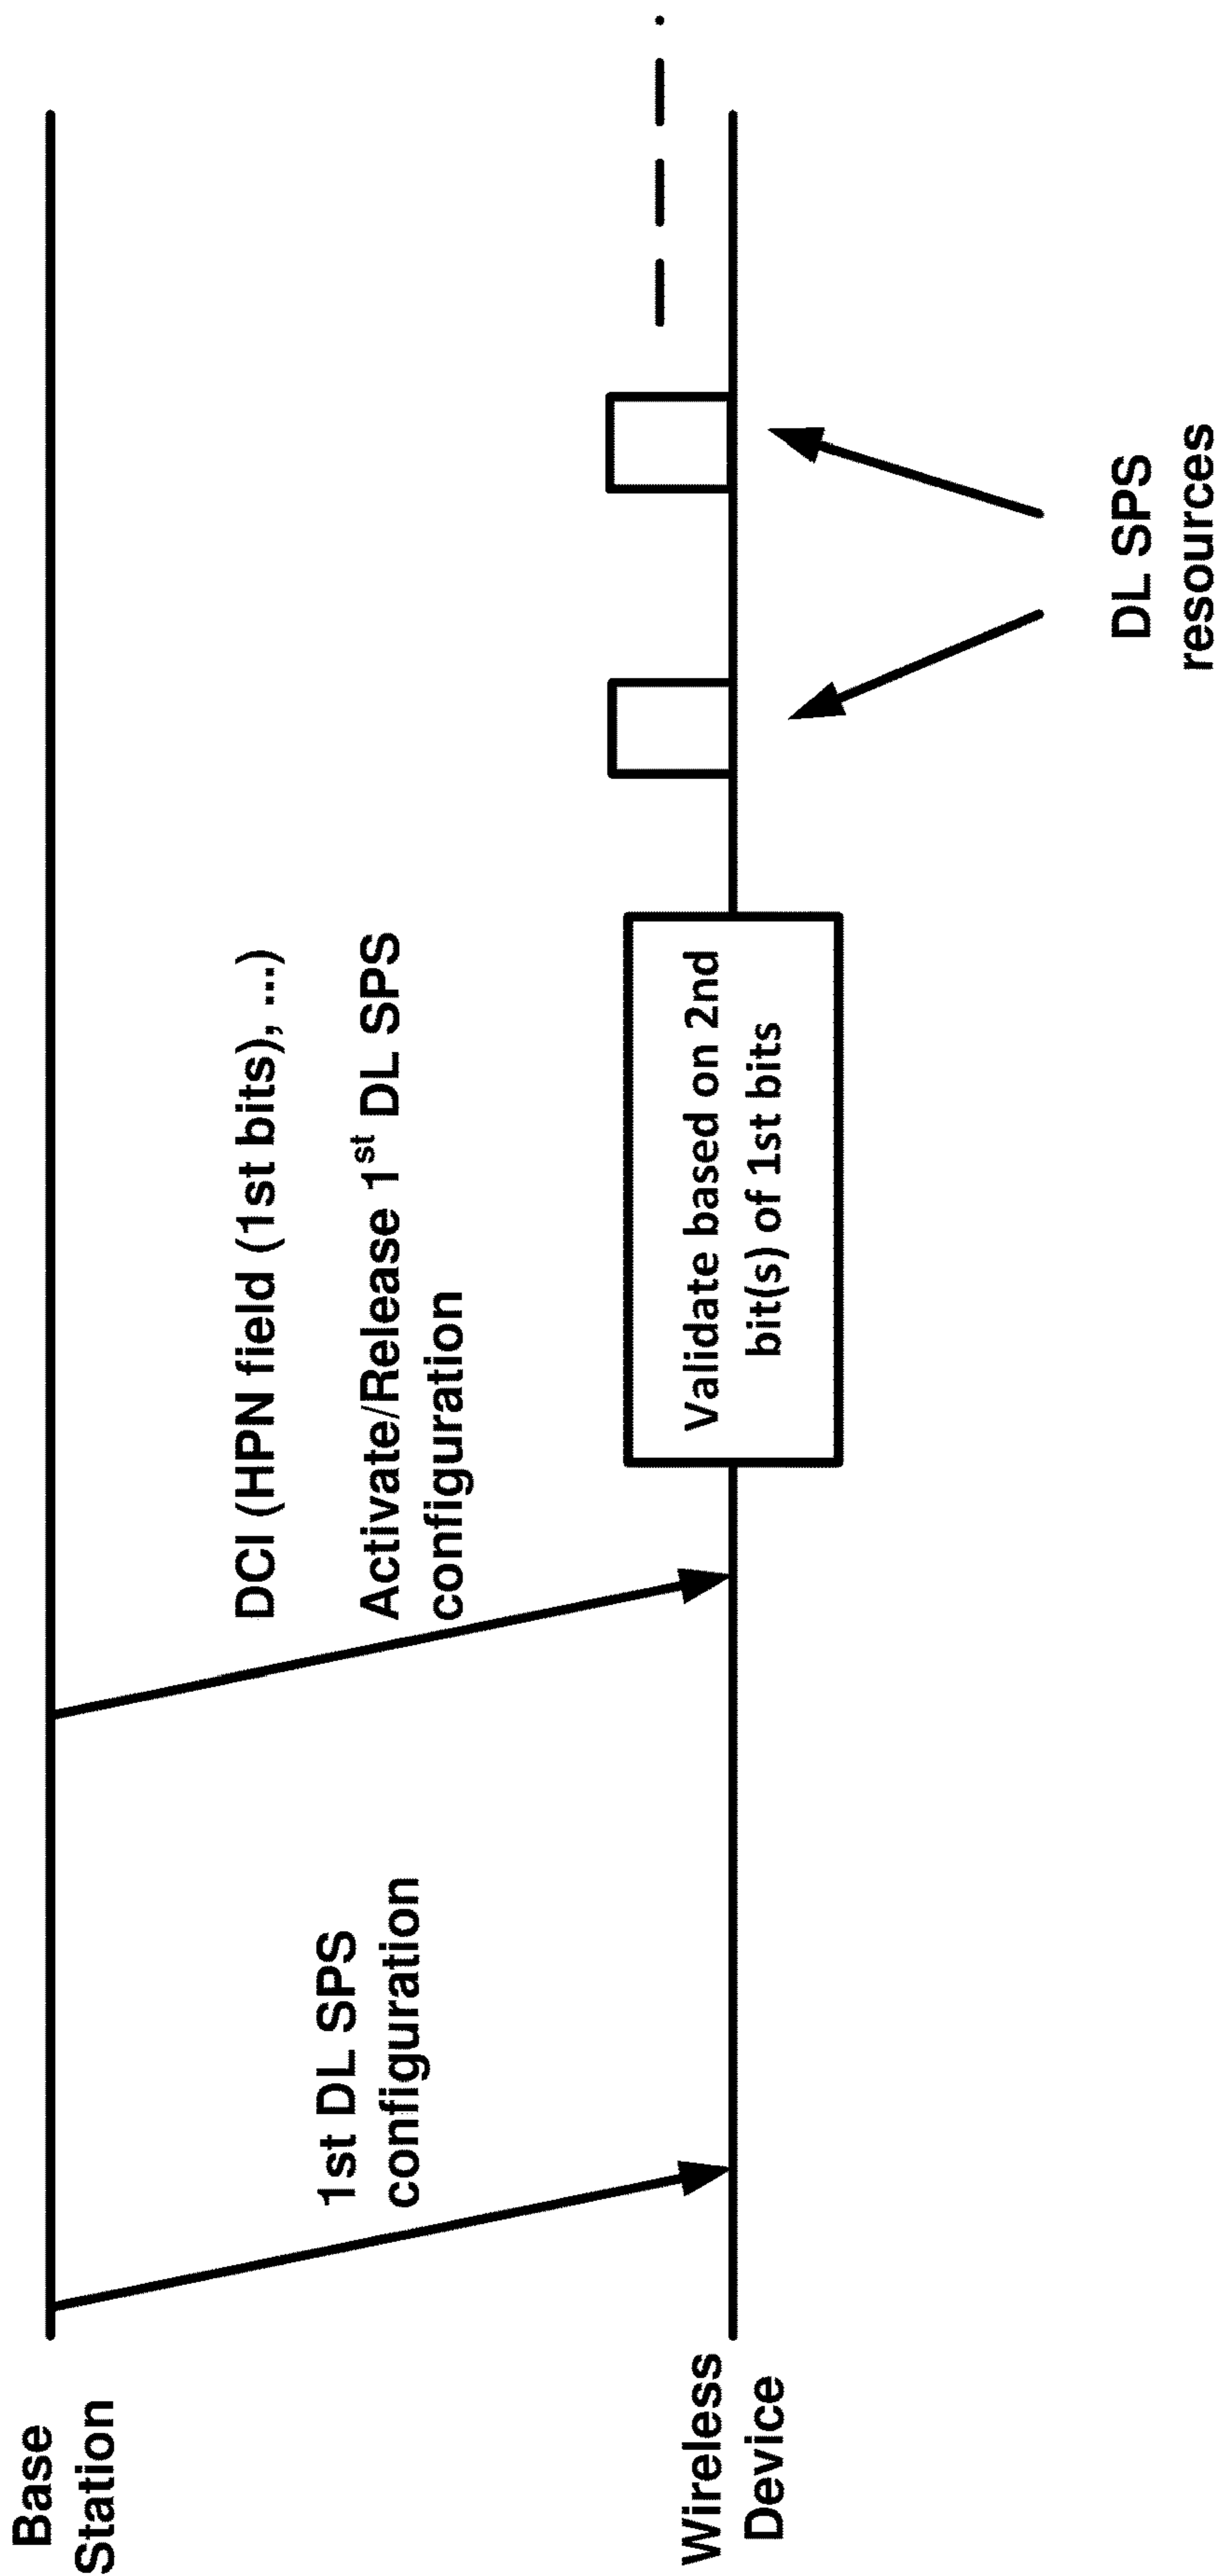 Base
Station
1st DL SPS
configuration
DCI (HPN field (1st bits), ...)
Activate/Release 1st DL SPS
configuration
Wireless
Device
Validate based on 2nd
bit(s) of 1st bits
DL SPS
resources